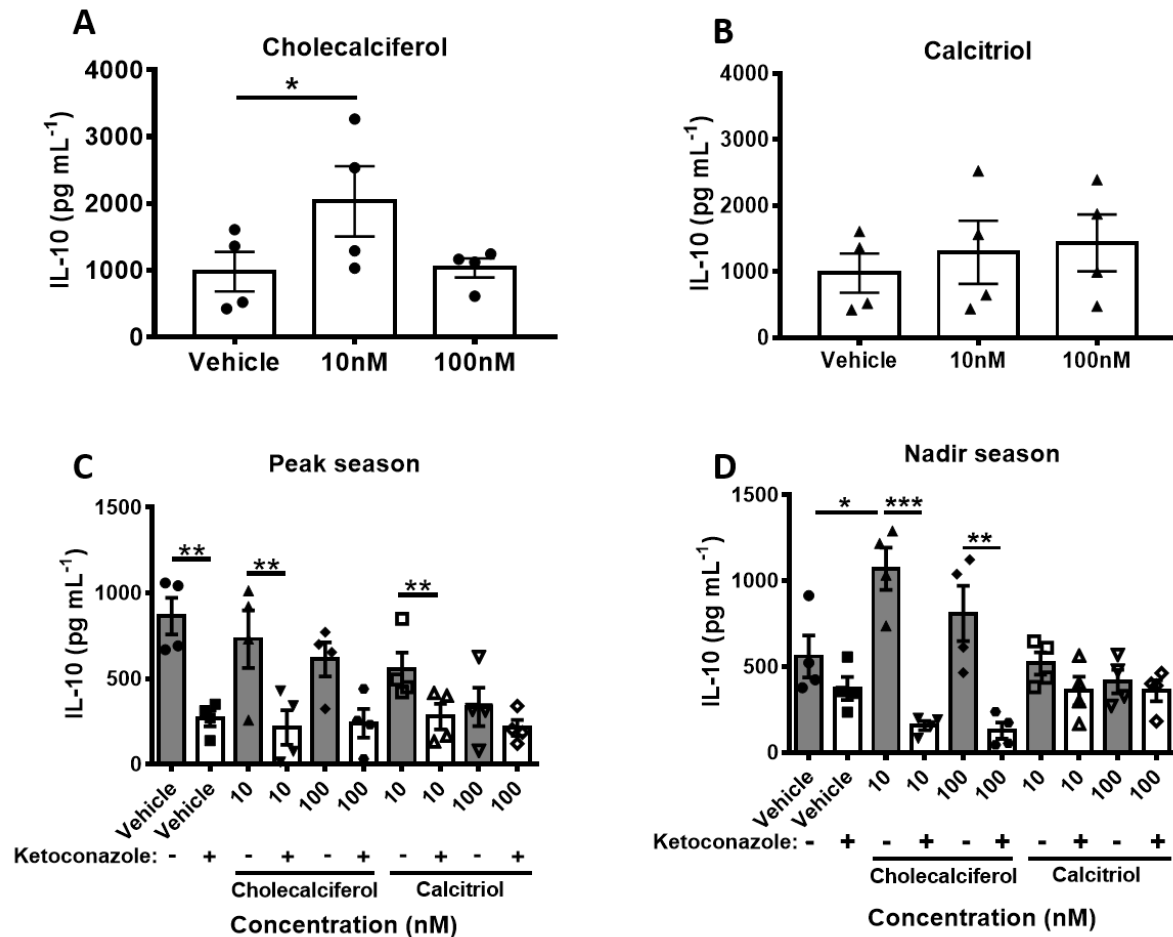 A
Cholecalciferol
IL-10 (pg mL⁻¹)
4000
3000
2000
1000
0
*
Vehicle 10nM 100nM
B
Calcitriol
IL-10 (pg mL⁻¹)
4000
3000
2000
1000
0
Vehicle 10nM 100nM
C
Peak season
IL-10 (pg mL⁻¹)
1500
1000
500
0
** ** **
Vehicle Vehicle 10 10 100 100 10 10 100 100
Ketoconazole: - + - + - + - + - +
Cholecalciferol Calcitriol
Concentration (nM)
D
Nadir season
IL-10 (pg mL⁻¹)
1500
1000
500
0
* *** **
Vehicle Vehicle 10 10 100 100 10 10 100 100
Ketoconazole: - + - + - + - + - +
Cholecalciferol Calcitriol
Concentration (nM)